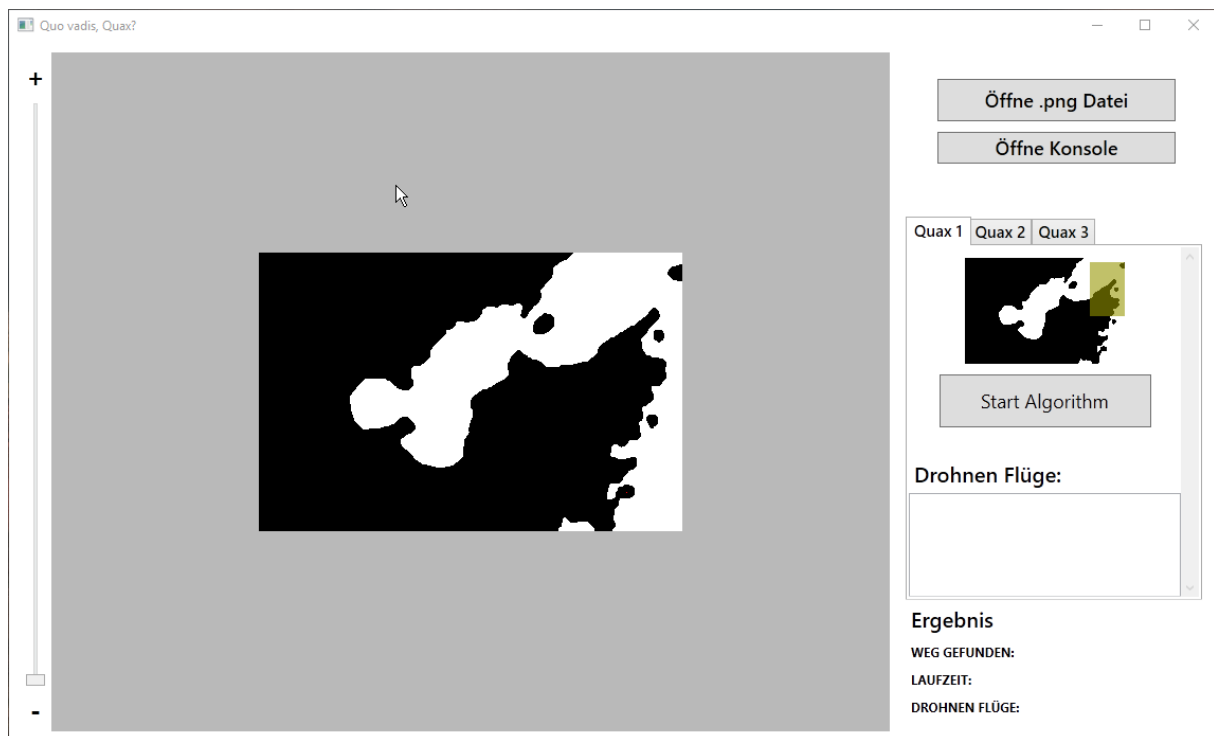 Quo vadis, Quax?
+
-
Öffne .png Datei
Öffne Konsole
Quax 1 Quax 2 Quax 3
Start Algorithm
Drohnen Flüge:
Ergebnis
WEG GEFUNDEN:
LAUFZEIT:
DROHNEN FLÜGE: